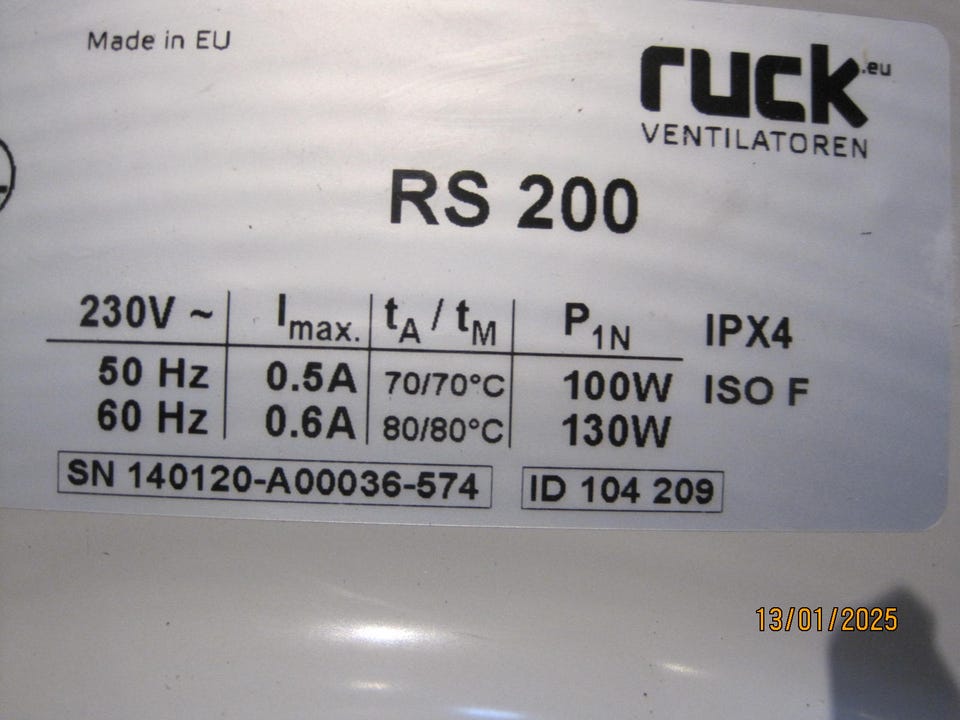 Made in EU
ruck.eu
VENTILATOREN
RS 200
230V ~ Imax. tA / tM P1N IPX4
50 Hz 0.5A 70/70°C 100W ISO F
60 Hz 0.6A 80/80°C 130W
SN 140120-A00036-574 ID 104 209
13/01/2025